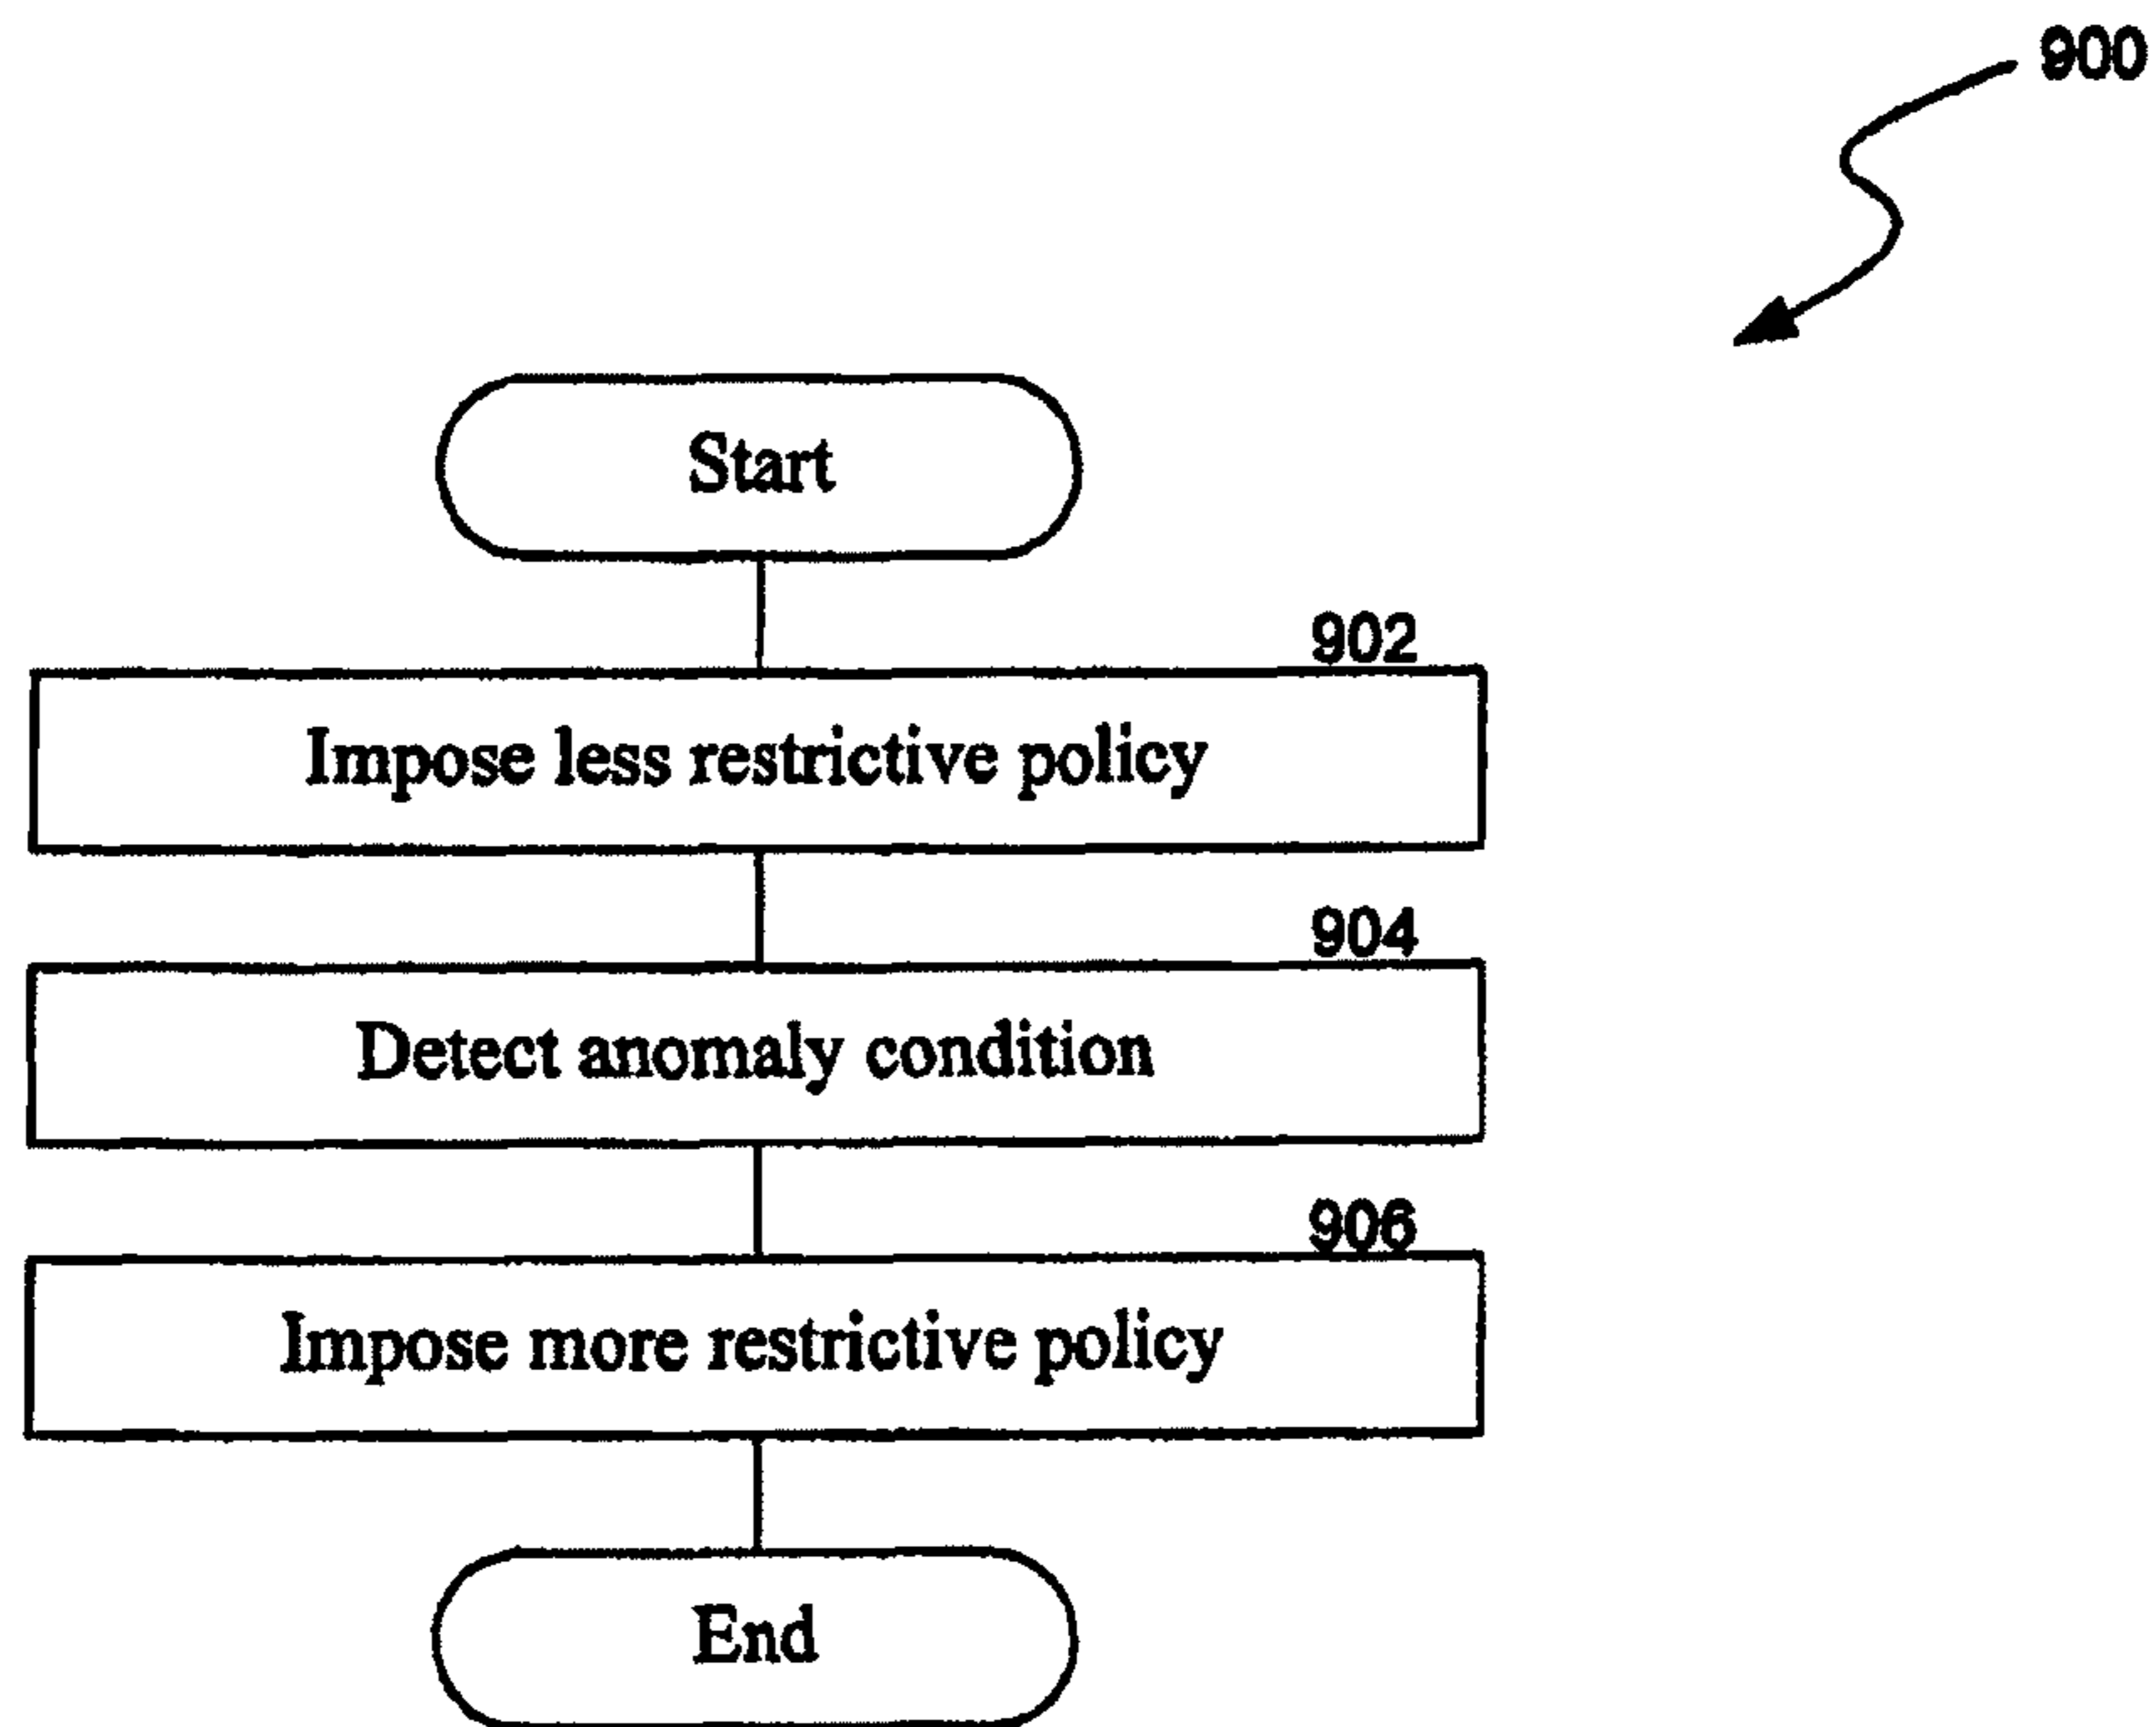 900
Start
902
Impose less restrictive policy
904
Detect anomaly condition
906
Impose more restrictive policy
End